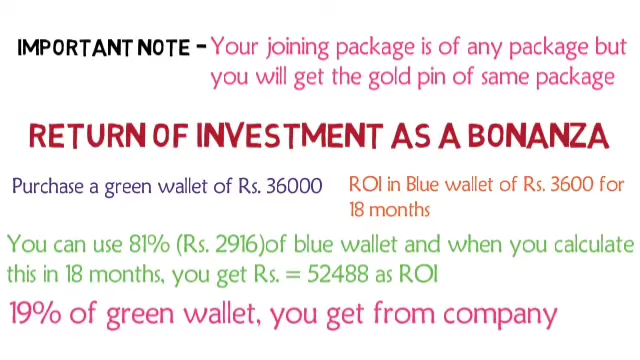 IMPORTANT NOTE – Your joining package is of any package but
you will get the gold pin of same package
RETURN OF INVESTMENT AS A BONANZA
Purchase a green wallet of Rs. 36000
ROI in Blue wallet of Rs. 3600 for
18 months
You can use 81% (Rs. 2916)of blue wallet and when you calculate
this in 18 months, you get Rs. = 52488 as ROI
19% of green wallet, you get from company